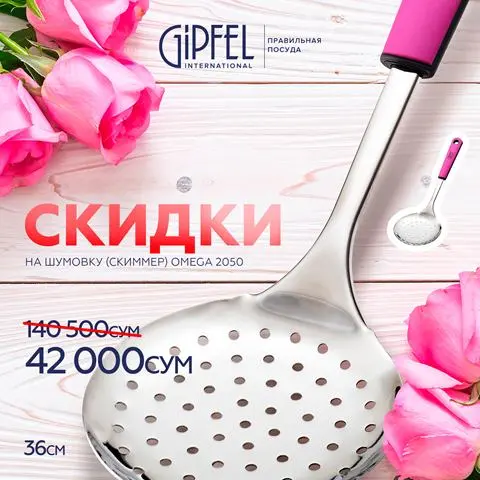 GiPFEL
INTERNATIONAL
ПРАВИЛЬНАЯ
ПОСУДА
СКИДКИ
НА ШУМОВКУ (СКИММЕР) OMEGA 2050
140 500СУМ
42 000СУМ
36СМ